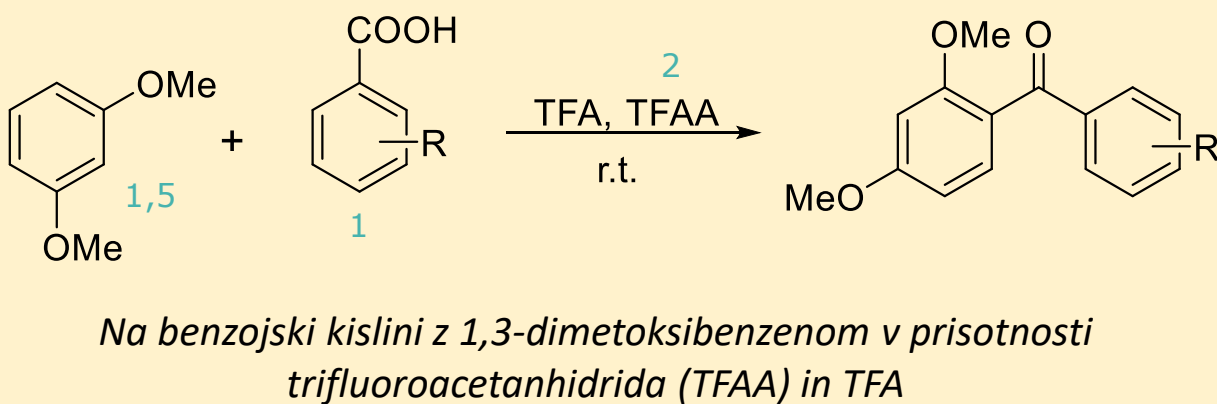 COOH
OMe
O
OMe
2
TFA, TFAA
+
R
R
r.t.
1,5
MeO
1
OMe
Na benzojski kislini z 1,3-dimetoksibenzenom v prisotnosti
trifluoroacetanhidrida (TFAA) in TFA